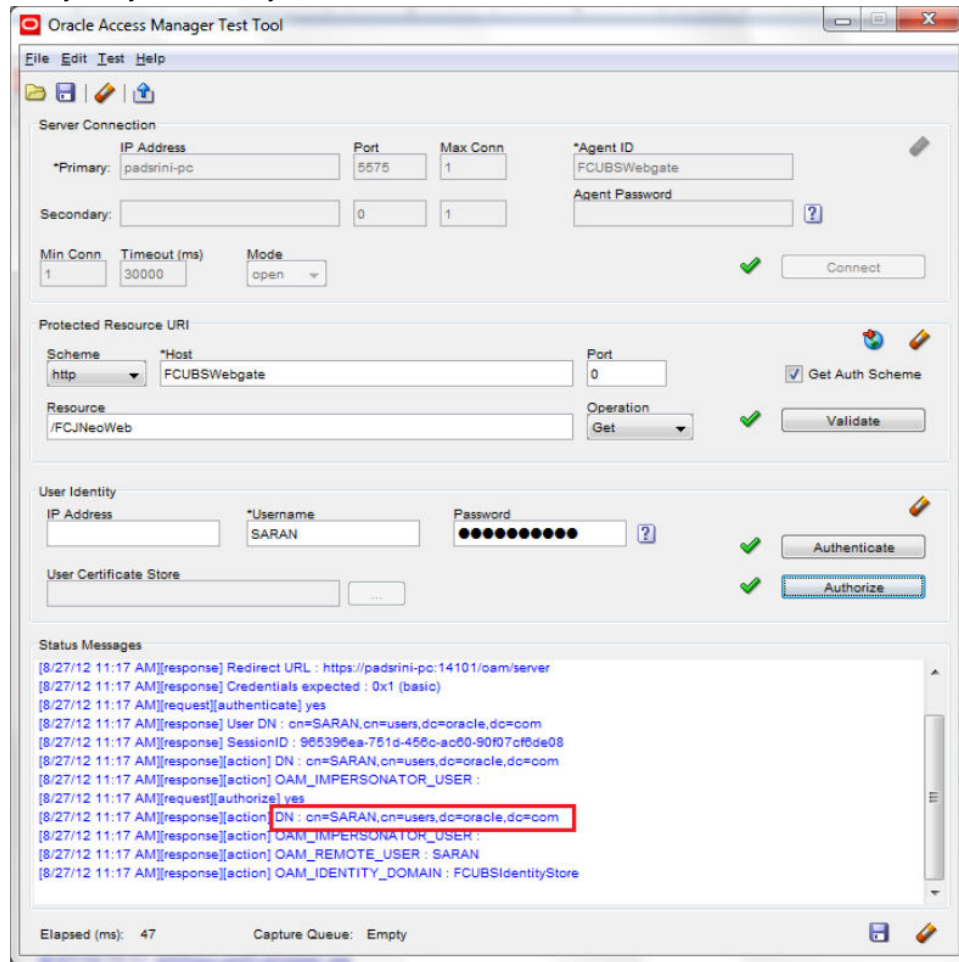 Oracle Access Manager Test Tool
File Edit Test Help
Server Connection
IP Address Port Max Conn *Agent ID
*Primary: padsrini-pc 5575 1 FCUBSWebgate
Agent Password
Secondary: 0 1 ?
Min Conn Timeout (ms) Mode
1 30000 open Connect
Protected Resource URI
Scheme *Host Port
http FCUBSWebgate 0 Get Auth Scheme
Resource Operation
/FCJNeoWeb Get Validate
User Identity
IP Address *Username Password
SARAN ●●●●●●●●●● ?
Authenticate
User Certificate Store
... Authorize
Status Messages
[8/27/12 11:17 AM][response] Redirect URL : https://padsrini-pc:14101/oam/server
[8/27/12 11:17 AM][response] Credentials expected : 0x1 (basic)
[8/27/12 11:17 AM][request][authenticate] yes
[8/27/12 11:17 AM][response] User DN : cn=SARAN,cn=users,dc=oracle,dc=com
[8/27/12 11:17 AM][response] SessionID : 965396ea-751d-456c-ac60-90f07cf6de08
[8/27/12 11:17 AM][response][action] DN : cn=SARAN,cn=users,dc=oracle,dc=com
[8/27/12 11:17 AM][response][action] OAM_IMPERSONATOR_USER :
[8/27/12 11:17 AM][request][authorize] yes
[8/27/12 11:17 AM][response][action] DN : cn=SARAN,cn=users,dc=oracle,dc=com
[8/27/12 11:17 AM][response][action] OAM_IMPERSONATOR_USER :
[8/27/12 11:17 AM][response][action] OAM_REMOTE_USER : SARAN
[8/27/12 11:17 AM][response][action] OAM_IDENTITY_DOMAIN : FCUBSIdentityStore
Elapsed (ms): 47 Capture Queue: Empty